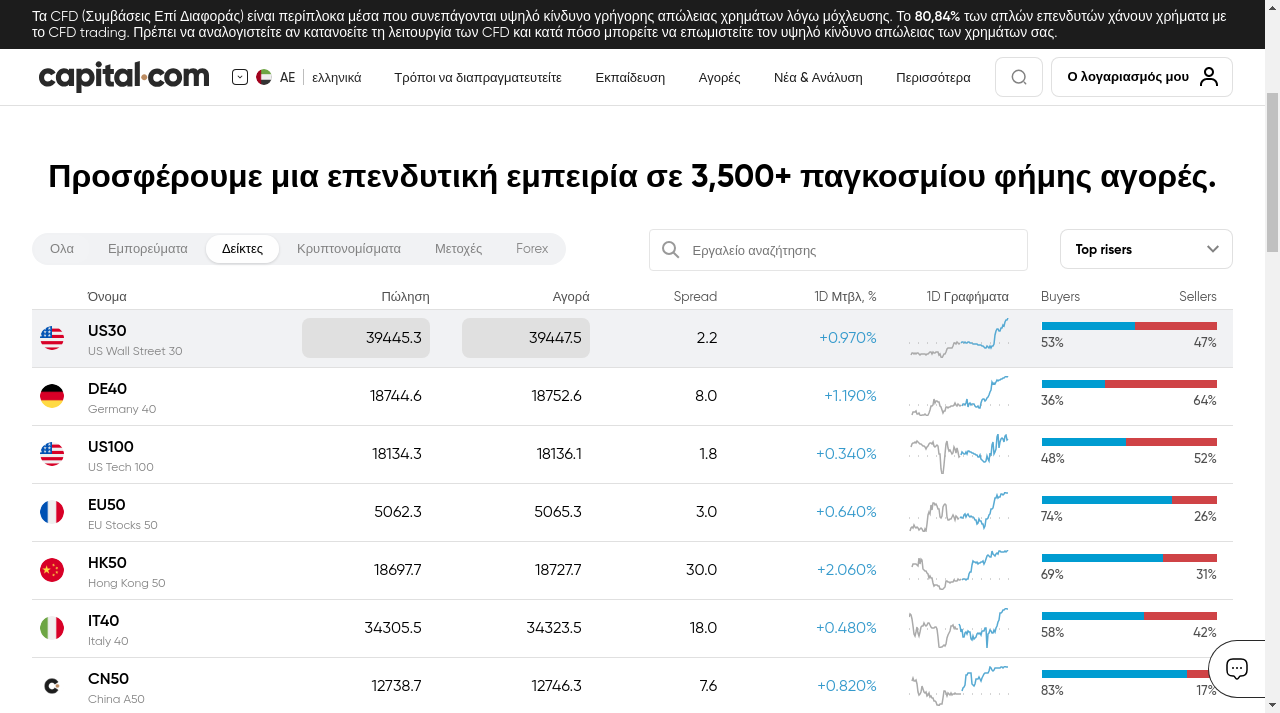 Τα CFD (Συμβάσεις Επί Διαφοράς) είναι περίπλοκα μέσα που συνεπάγονται υψηλό κίνδυνο γρήγορης απώλειας χρημάτων λόγω μόχλευσης. Το 80,84% των απλών επενδυτών χάνουν χρήματα με
το CFD trading. Πρέπει να αναλογιστείτε αν κατανοείτε τη λειτουργία των CFD και κατά πόσο μπορείτε να επωμιστείτε τον υψηλό κίνδυνο απώλειας των χρημάτων σας.
capital.com AE ελληνικά Τρόποι να διαπραγματευτείτε Εκπαίδευση Αγορές Νέα & Ανάλυση Περισσότερα Ο λογαριασμός μου
Προσφέρουμε μια επενδυτική εμπειρία σε 3,500+ παγκοσμίου φήμης αγορές.
Ολα Εμπορεύματα Δείκτες Κρυπτονομίσματα Μετοχές Forex Εργαλείο αναζήτησης Top risers
Όνομα Πώληση Αγορά Spread 1D Μτβλ, % 1D Γραφήματα Buyers Sellers
US30 39445.3 39447.5 2.2 +0.970%
US Wall Street 30 53% 47%
DE40 18744.6 18752.6 8.0 +1.190%
Germany 40 36% 64%
US100 18134.3 18136.1 1.8 +0.340%
US Tech 100 48% 52%
EU50 5062.3 5065.3 3.0 +0.640%
EU Stocks 50 74% 26%
HK50 18697.7 18727.7 30.0 +2.060%
Hong Kong 50 69% 31%
IT40 34305.5 34323.5 18.0 +0.480%
Italy 40 58% 42%
CN50 12738.7 12746.3 7.6 +0.820%
China A50 83% 17%